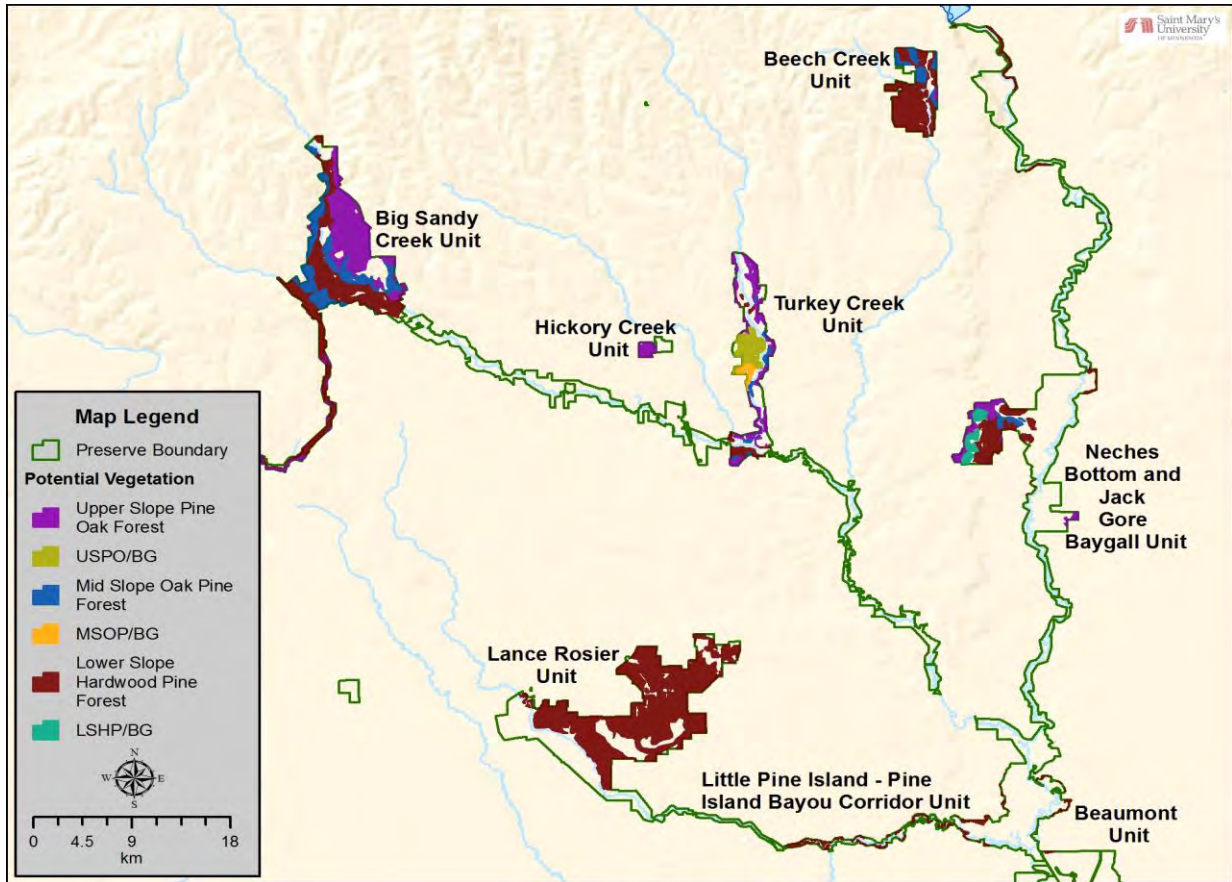 Saint Mary's
University
OF MINNESOTA
Beech Creek
Unit
Big Sandy
Creek Unit
Turkey Creek
Unit
Hickory Creek
Unit
Neches
Bottom and
Jack
Gore
Baygall Unit
Lance Rosier
Unit
Little Pine Island - Pine
Island Bayou Corridor Unit
Beaumont
Unit
Map Legend
Preserve Boundary
Potential Vegetation
Upper Slope Pine
Oak Forest
USPO/BG
Mid Slope Oak Pine
Forest
MSOP/BG
Lower Slope
Hardwood Pine
Forest
LSHP/BG
N
W E
S
0 4.5 9 18
km